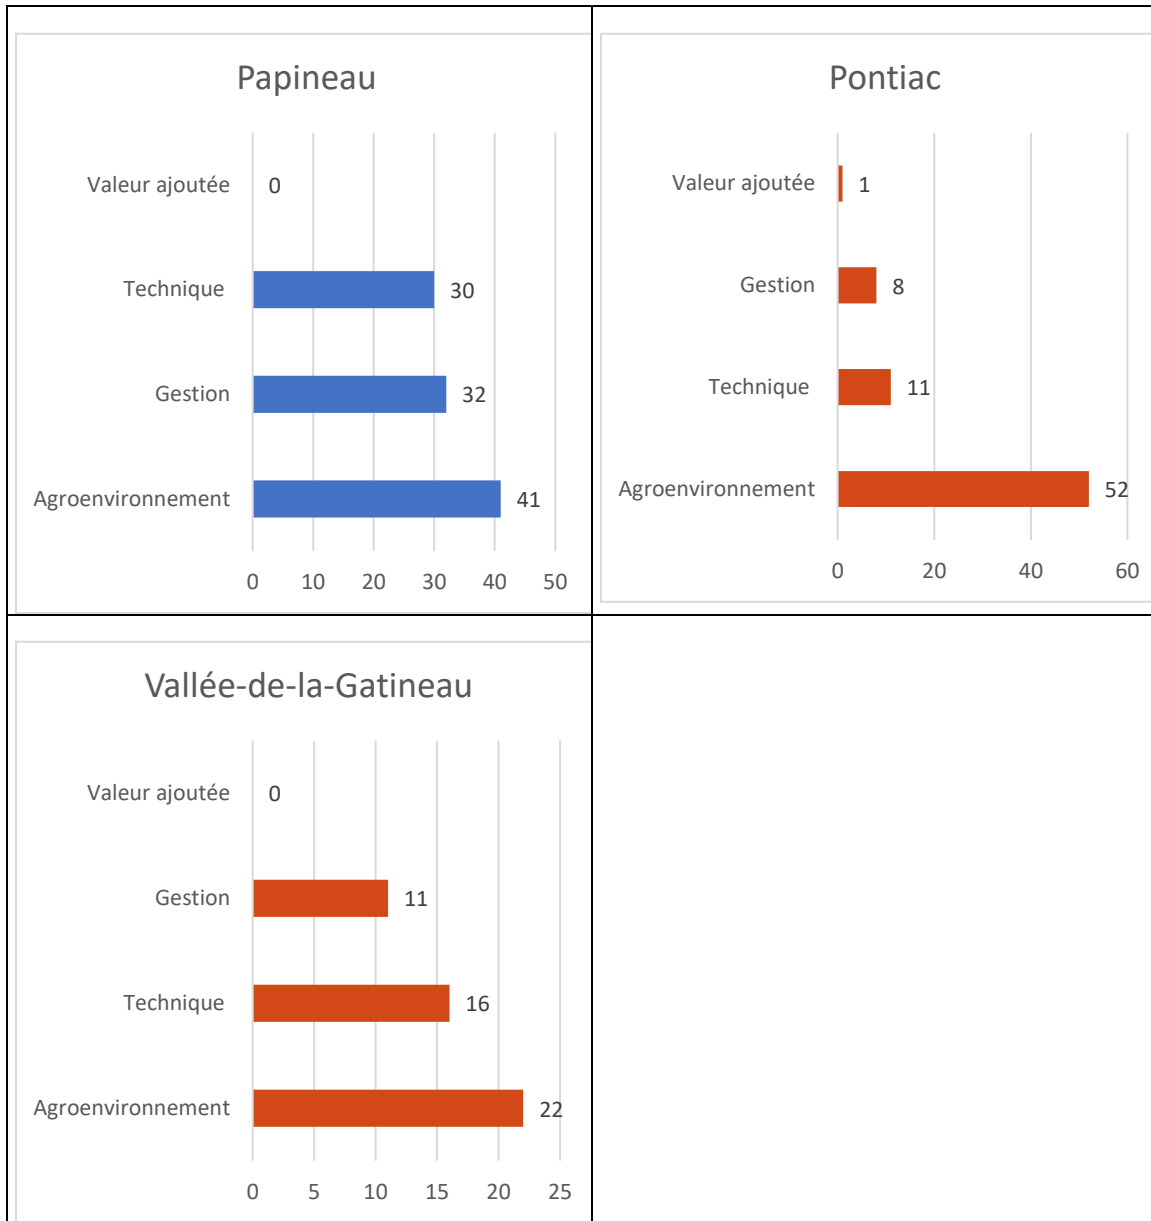 Papineau
Valeur ajoutée 0
Technique 30
Gestion 32
Agroenvironnement 41
0 10 20 30 40 50
Pontiac
Valeur ajoutée 1
Gestion 8
Technique 11
Agroenvironnement 52
0 20 40 60
Vallée-de-la-Gatineau
Valeur ajoutée 0
Gestion 11
Technique 16
Agroenvironnement 22
0 5 10 15 20 25